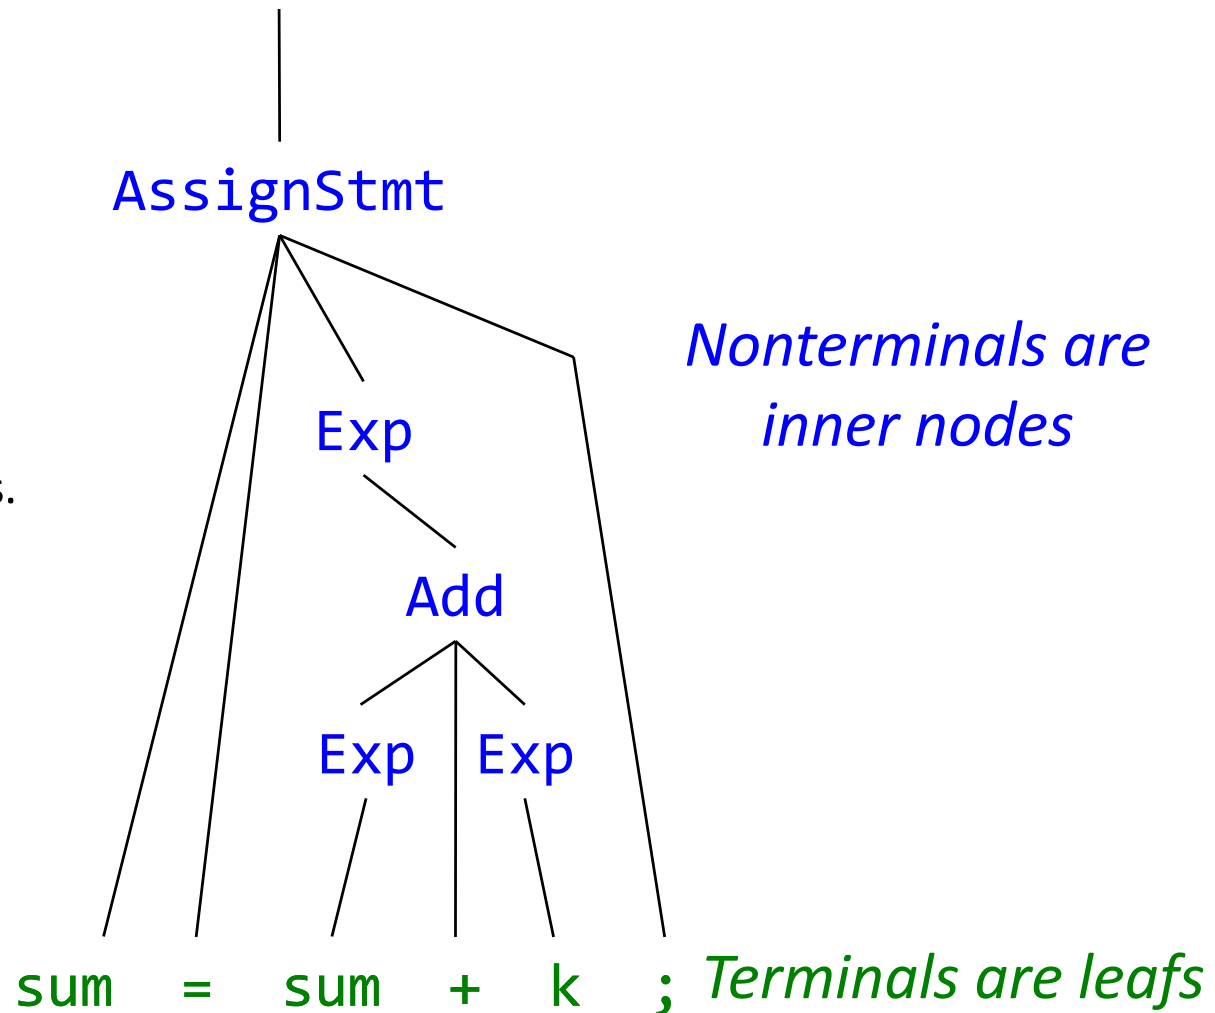 AssignStmt
Nonterminals are
inner nodes
Exp
s.
Add
Exp Exp
sum = sum + k ; Terminals are leafs